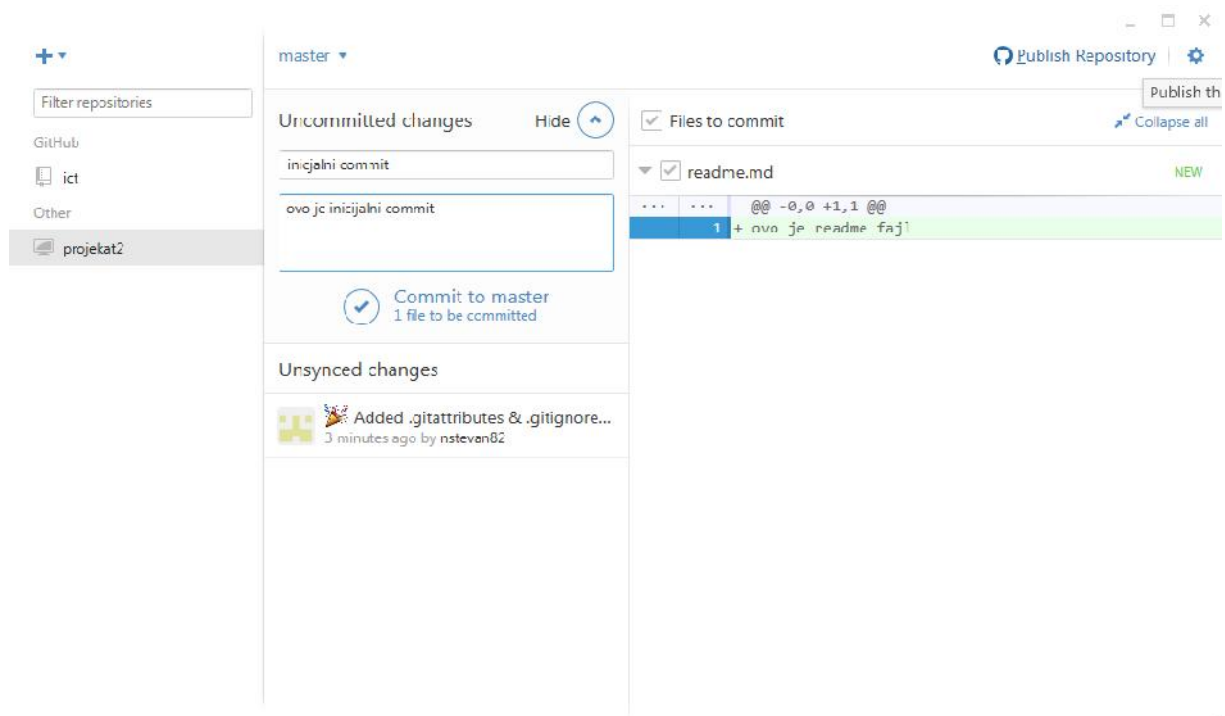 master
Publish Repository
Publish th
Filter repositories
GitHub
ict
Other
projekat2
Uncommitted changes
Hide
inicjalni commit
ovo je inicijalni commit
Commit to master
1 file to be committed
Unsynced changes
Added .gitattributes & .gitignore...
3 minutes ago by nstevan82
Files to commit
Collapse all
readme.md
NEW
... ... @@ -0,0 +1,1 @@
1 + ovo je readme fajl